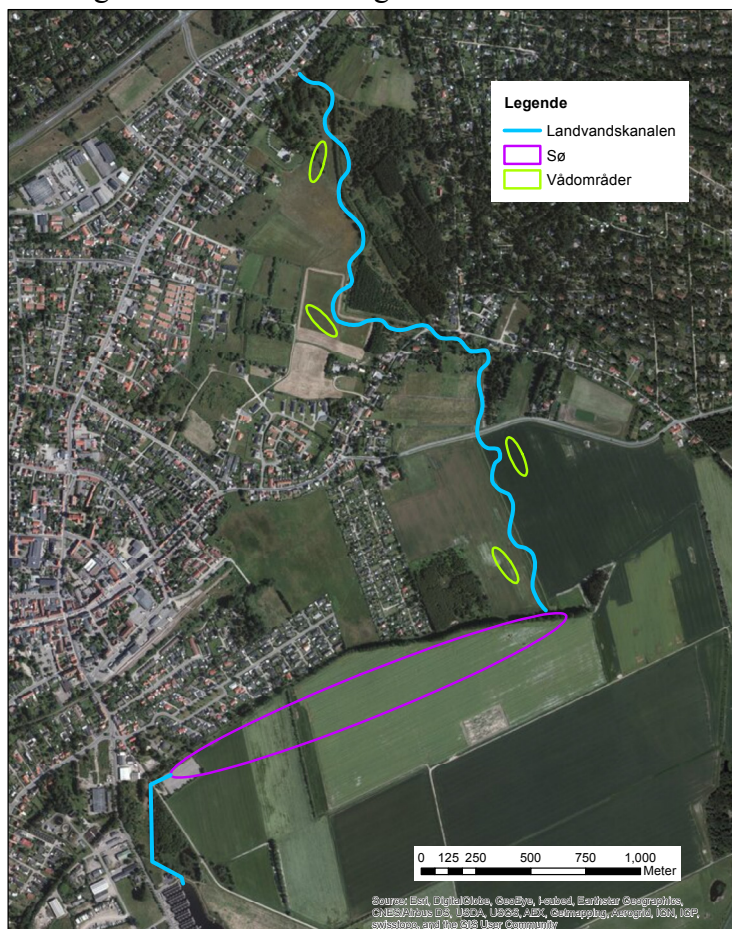 Legende
Landvandskanalen
Sø
Vådområder
0 125 250 500 750 1,000
Meter
Source: Esri, DigitalGlobe, GeoEye, i-cubed, Earthstar Geographics,
CNES/Airbus DS, USDA, USGS, AEX, Getmapping, Aerogrid, IGN, IGP,
swisstopo, and the GIS User Community